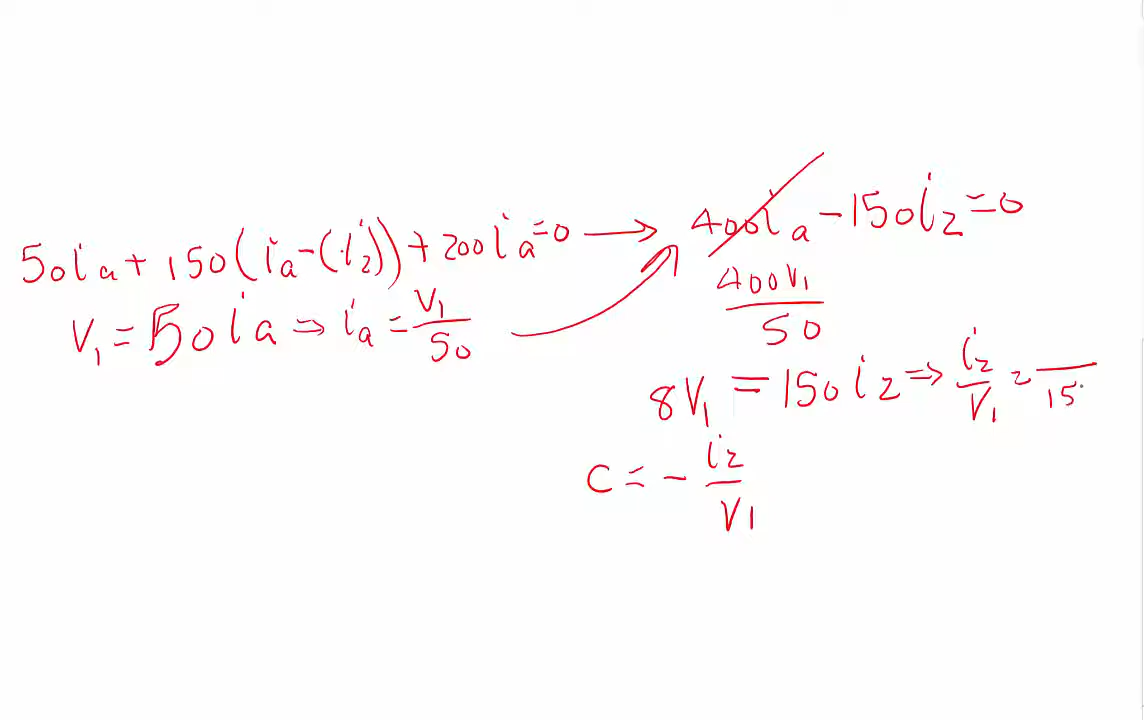 50ia + 150(ia-(-i2)) + 200ia=0 → 400ia - 150i2 = 0
V1 = 50ia ⇒ ia = V1/50
400V1/50
8V1 = 150i2 ⇒ i2/V1 = /15
C = - i2/V1